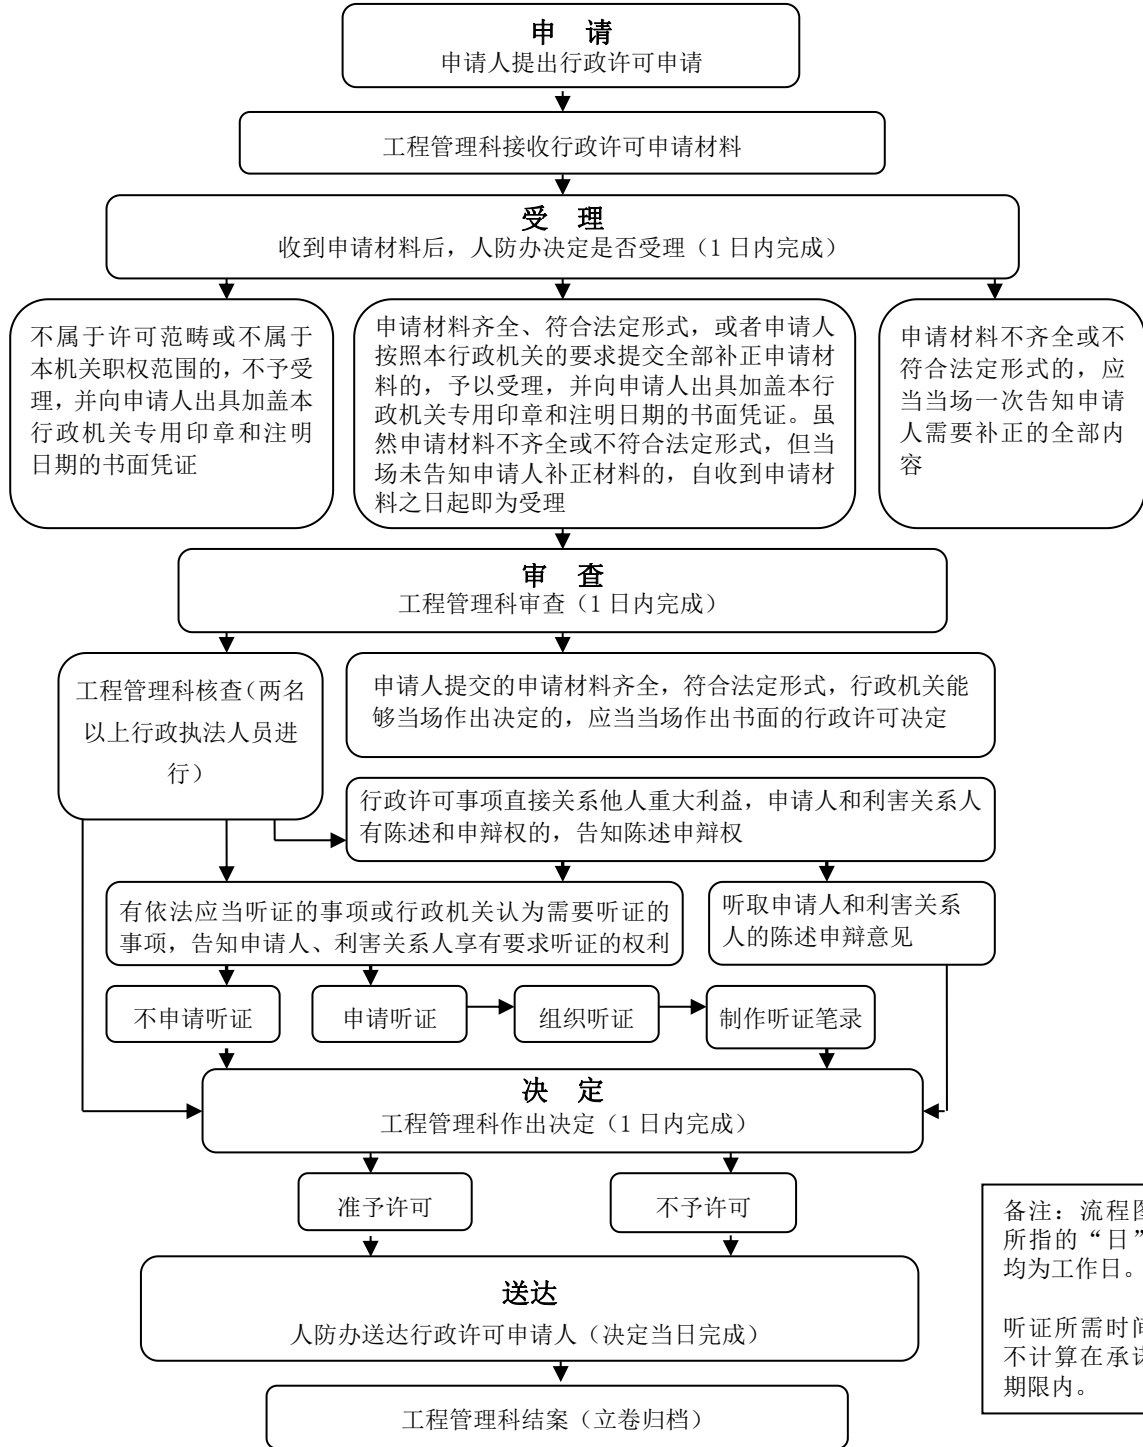 申 请
申请人提出行政许可申请
工程管理科接收行政许可申请材料
受 理
收到申请材料后，人防办决定是否受理（1 日内完成）
不属于许可范畴或不属于
本机关职权范围的，不予受
理，并向申请人出具加盖本
行政机关专用印章和注明
日期的书面凭证
申请材料齐全、符合法定形式，或者申请人
按照本行政机关的要求提交全部补正申请材
料的，予以受理，并向申请人出具加盖本行
政机关专用印章和注明日期的书面凭证。虽
然申请材料不齐全或不符合法定形式，但当
场未告知申请人补正材料的，自收到申请材
料之日起即为受理
申请材料不齐全或不
符合法定形式的，应
当当场一次告知申请
人需要补正的全部内
容
审 查
工程管理科审查（1 日内完成）
工程管理科核查（两名
以上行政执法人员进
行）
申请人提交的申请材料齐全，符合法定形式，行政机关能
够当场作出决定的，应当当场作出书面的行政许可决定
行政许可事项直接关系他人重大利益，申请人和利害关系人
有陈述和申辩权的，告知陈述申辩权
有依法应当听证的事项或行政机关认为需要听证的
事项，告知申请人、利害关系人享有要求听证的权利
听取申请人和利害关系
人的陈述申辩意见
不申请听证
申请听证
组织听证
制作听证笔录
决 定
工程管理科作出决定（1 日内完成）
准予许可
不予许可
送达
人防办送达行政许可申请人（决定当日完成）
工程管理科结案（立卷归档）
备注：流程图
所指的“日”
均为工作日。
听证所需时间
不计算在承诺
期限内。